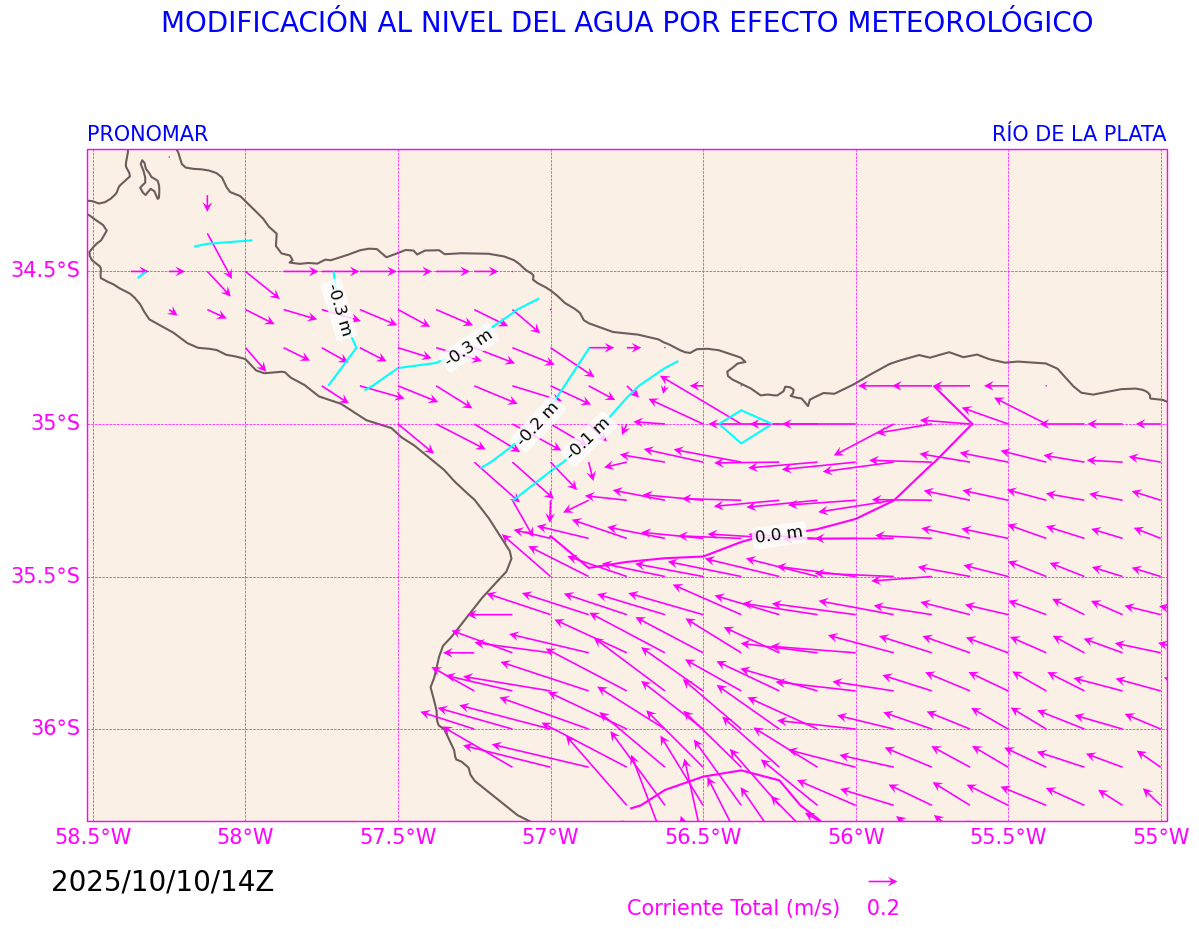 MODIFICACIÓN AL NIVEL DEL AGUA POR EFECTO METEOROLÓGICO
PRONOMAR
RÍO DE LA PLATA
34.5°S
35°S
35.5°S
36°S
-0.3 m
-0.3 m
-0.2 m
-0.1 m
0.0 m
58.5°W
58°W
57.5°W
57°W
56.5°W
56°W
55.5°W
55°W
2025/10/10/14Z
Corriente Total (m/s)
0.2